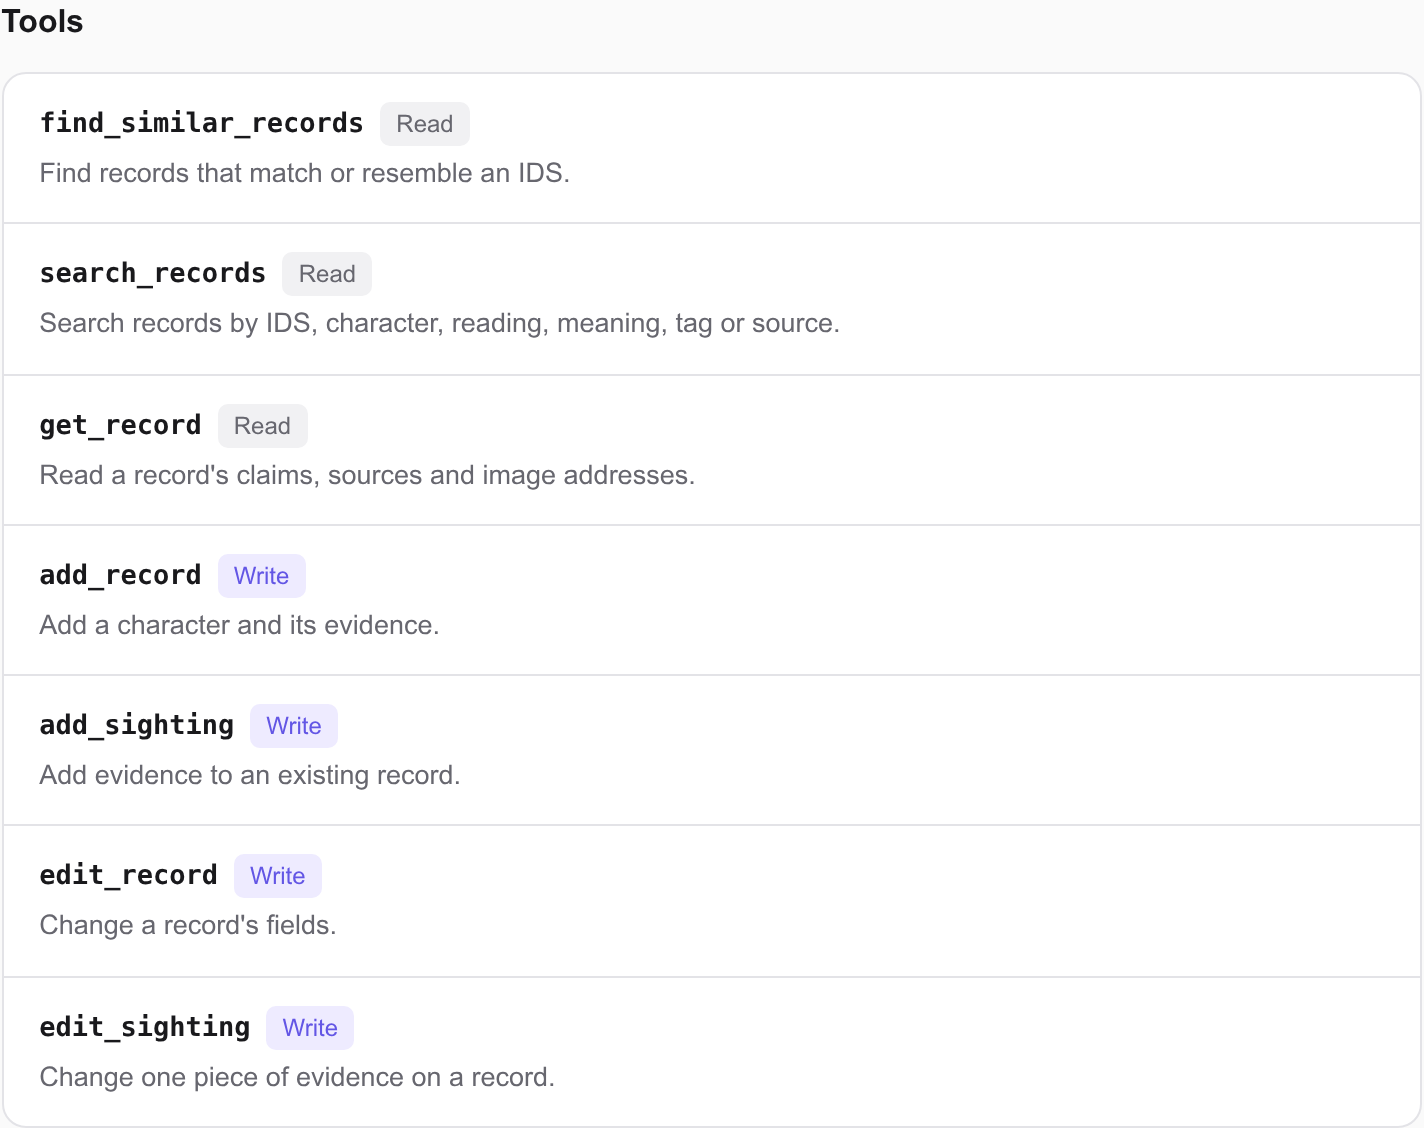 Tools
find_similar_records Read
Find records that match or resemble an IDS.
search_records Read
Search records by IDS, character, reading, meaning, tag or source.
get_record Read
Read a record's claims, sources and image addresses.
add_record Write
Add a character and its evidence.
add_sighting Write
Add evidence to an existing record.
edit_record Write
Change a record's fields.
edit_sighting Write
Change one piece of evidence on a record.